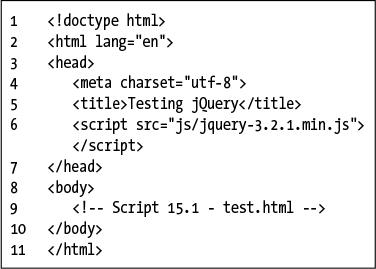 1 <!doctype html>
2 <html lang="en">
3 <head>
4 <meta charset="utf-8">
5 <title>Testing jQuery</title>
6 <script src="js/jquery-3.2.1.min.js">
</script>
7 </head>
8 <body>
9 <!-- Script 15.1 - test.html -->
10 </body>
11 </html>